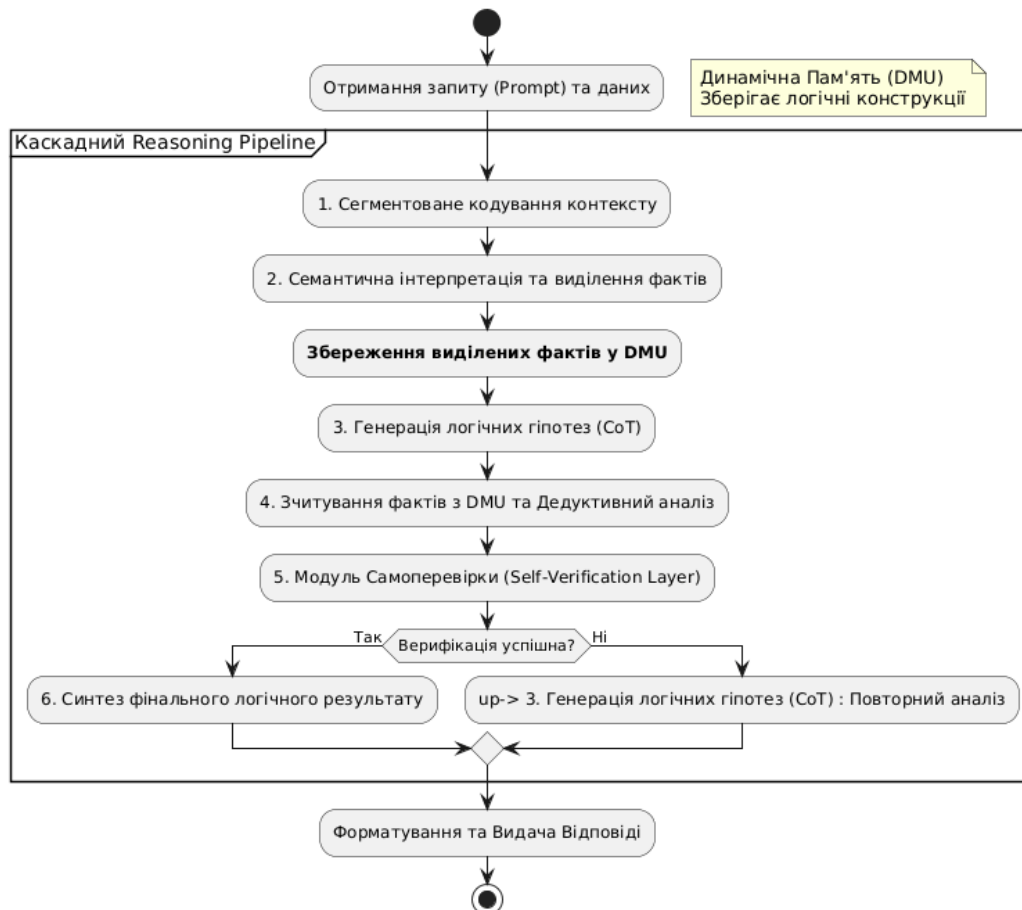 Отримання запиту (Prompt) та даних
Динамічна Пам'ять (DMU)
Зберігає логічні конструкції
Каскадний Reasoning Pipeline
1. Сегментоване кодування контексту
2. Семантична інтерпретація та виділення фактів
Збереження виділених фактів у DMU
3. Генерація логічних гіпотез (CoT)
4. Зчитування фактів з DMU та Дедуктивний аналіз
5. Модуль Самоперевірки (Self-Verification Layer)
Так
Верифікація успішна?
Ні
6. Синтез фінального логічного результату
up-> 3. Генерація логічних гіпотез (CoT) : Повторний аналіз
Форматування та Видача Відповіді